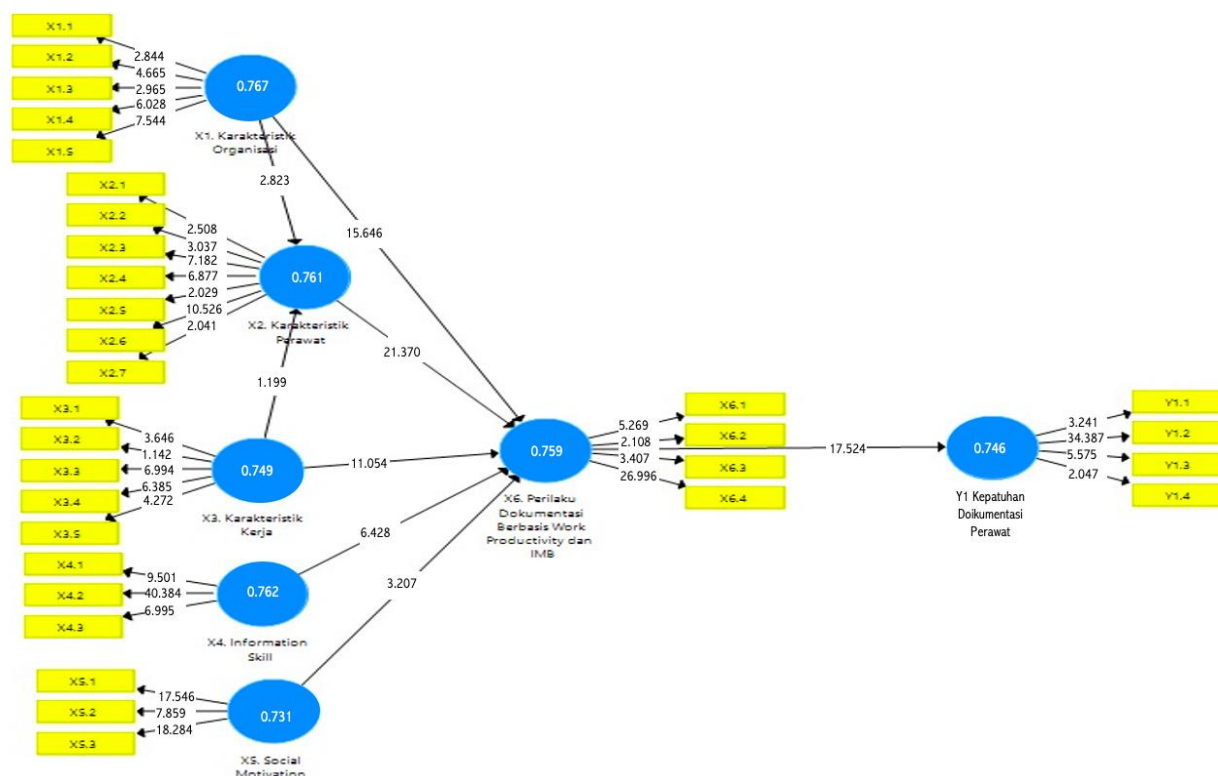 X1.1
X1.2
X1.3
X1.4
X1.5
2.844
4.665
2.965
6.028
7.544
0.767
X1. Karakteristik
Organisasi
2.823
15.646
X2.1
X2.2
X2.3
X2.4
X2.5
X2.6
X2.7
2.508
3.037
7.182
6.877
2.029
10.526
2.041
0.761
X2. Karakteristik
Perawat
21.370
1.199
X3.1
X3.2
X3.3
X3.4
X3.5
3.646
1.142
6.994
6.385
4.272
0.749
X3. Karakteristik
Kerja
11.054
X4.1
X4.2
X4.3
9.501
40.384
6.995
0.762
X4. Information
Skill
6.428
X5.1
X5.2
X5.3
17.546
7.859
18.284
0.731
X5. Social
Motivation
3.207
0.759
X6. Perilaku
Dokumentasi
Berbasis Work
Productivity dan
IMB
5.269
2.108
3.407
26.996
X6.1
X6.2
X6.3
X6.4
17.524
0.746
Y1 Kepatuhan
Doikumentasi
Perawat
3.241
34.387
5.575
2.047
Y1.1
Y1.2
Y1.3
Y1.4